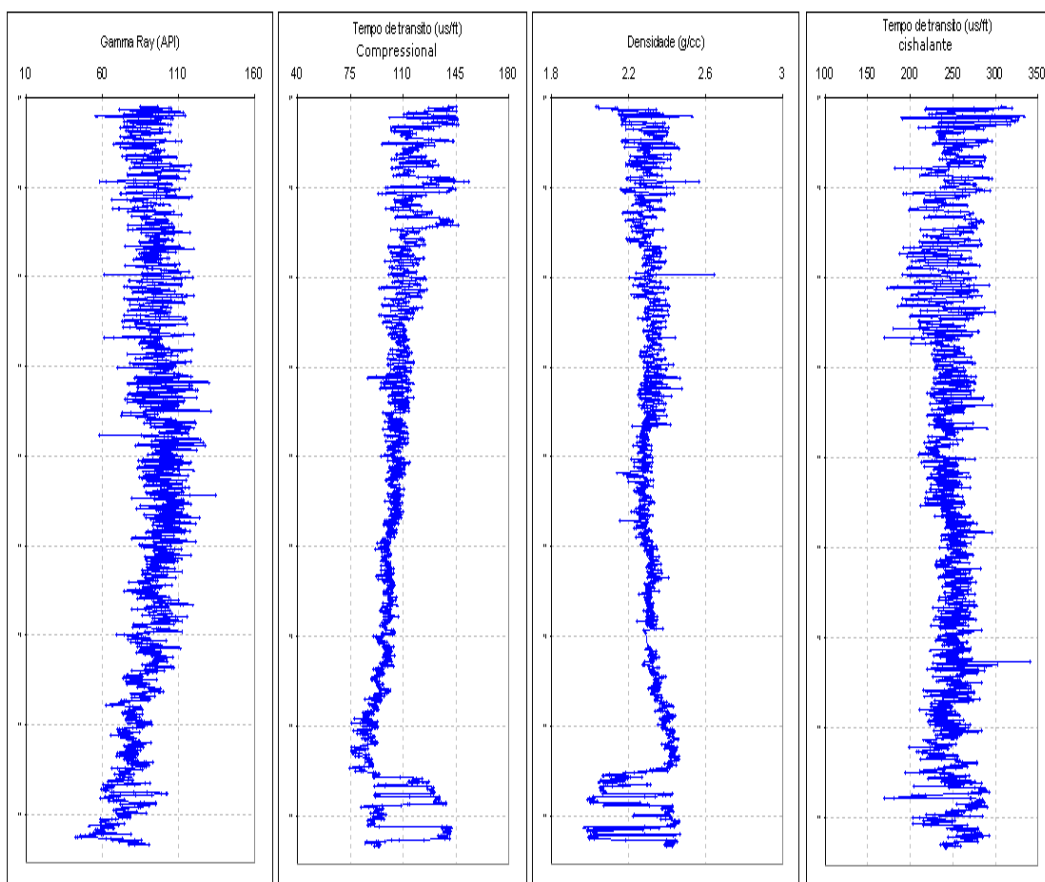 Gamma Ray (API)
10 60 110 160
Tempo de transito (us/ft)
Compressional
40 75 110 145 180
Densidade (g/cc)
1.8 2.2 2.6 3
Tempo de transito (us/ft)
cishalante
100 150 200 250 300 350